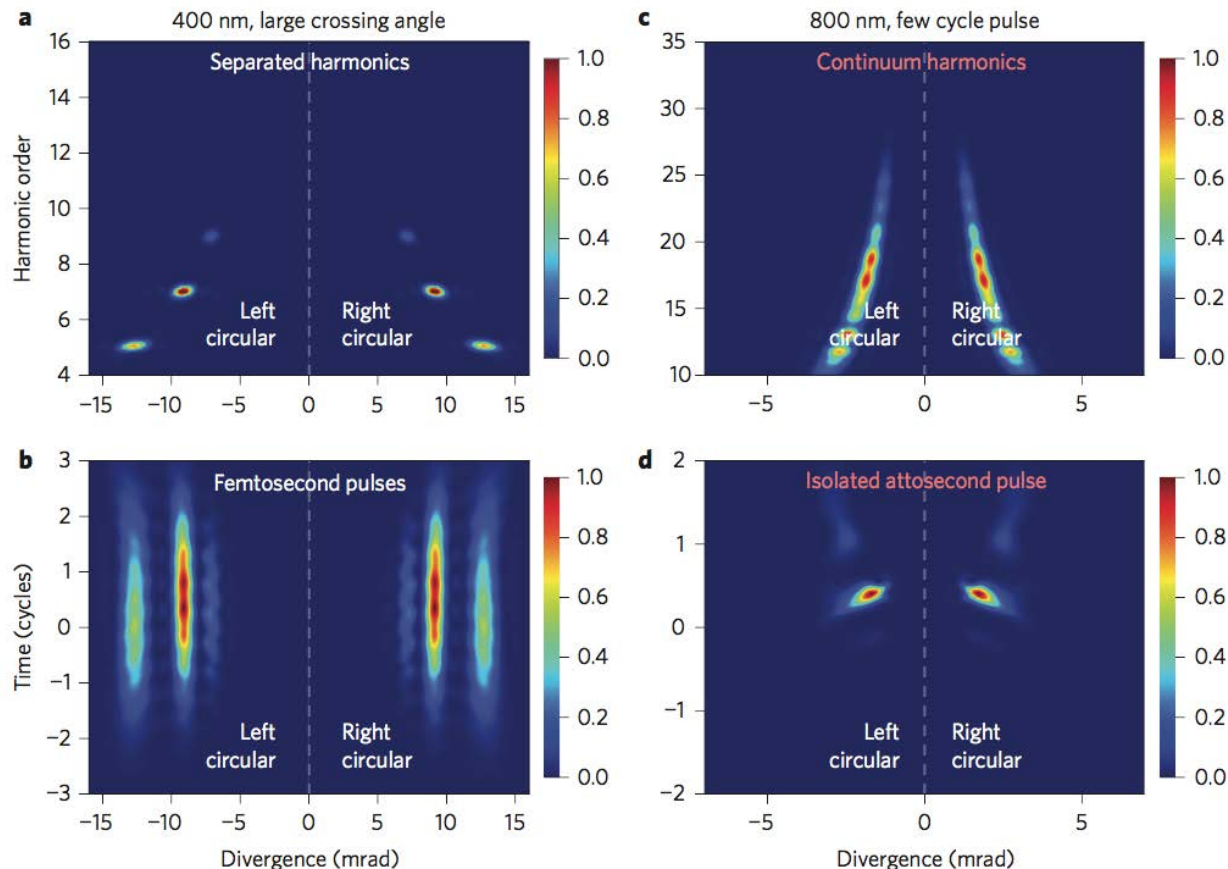 a
400 nm, large crossing angle
16
14
12
10
8
6
4
Harmonic order
Separated harmonics
Left
circular
Right
circular
−15
−10
−5
0
5
10
15
1.0
0.8
0.6
0.4
0.2
0.0
c
800 nm, few cycle pulse
35
30
25
20
15
10
Continuum harmonics
Left
circular
Right
circular
−5
0
5
1.0
0.8
0.6
0.4
0.2
0.0
b
3
2
1
0
−1
−2
−3
Time (cycles)
Femtosecond pulses
Left
circular
Right
circular
−15
−10
−5
0
5
10
15
Divergence (mrad)
1.0
0.8
0.6
0.4
0.2
0.0
d
2
1
0
−1
−2
Isolated attosecond pulse
Left
circular
Right
circular
−5
0
5
Divergence (mrad)
1.0
0.8
0.6
0.4
0.2
0.0